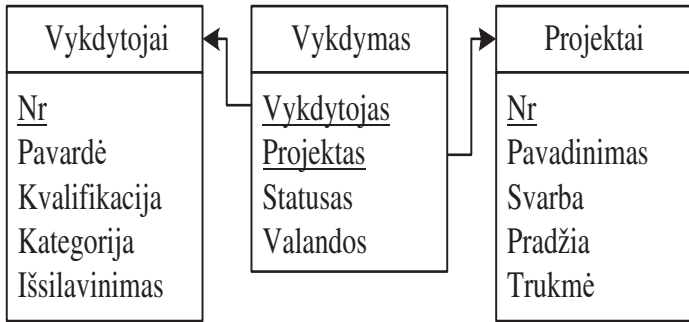 Vykdytojai
Nr
Pavardė
Kvalifikacija
Kategorija
Išsilavinimas
Vykdymas
Vykdytojas
Projektas
Statusas
Valandos
Projektai
Nr
Pavadinimas
Svarba
Pradžia
Trukmė